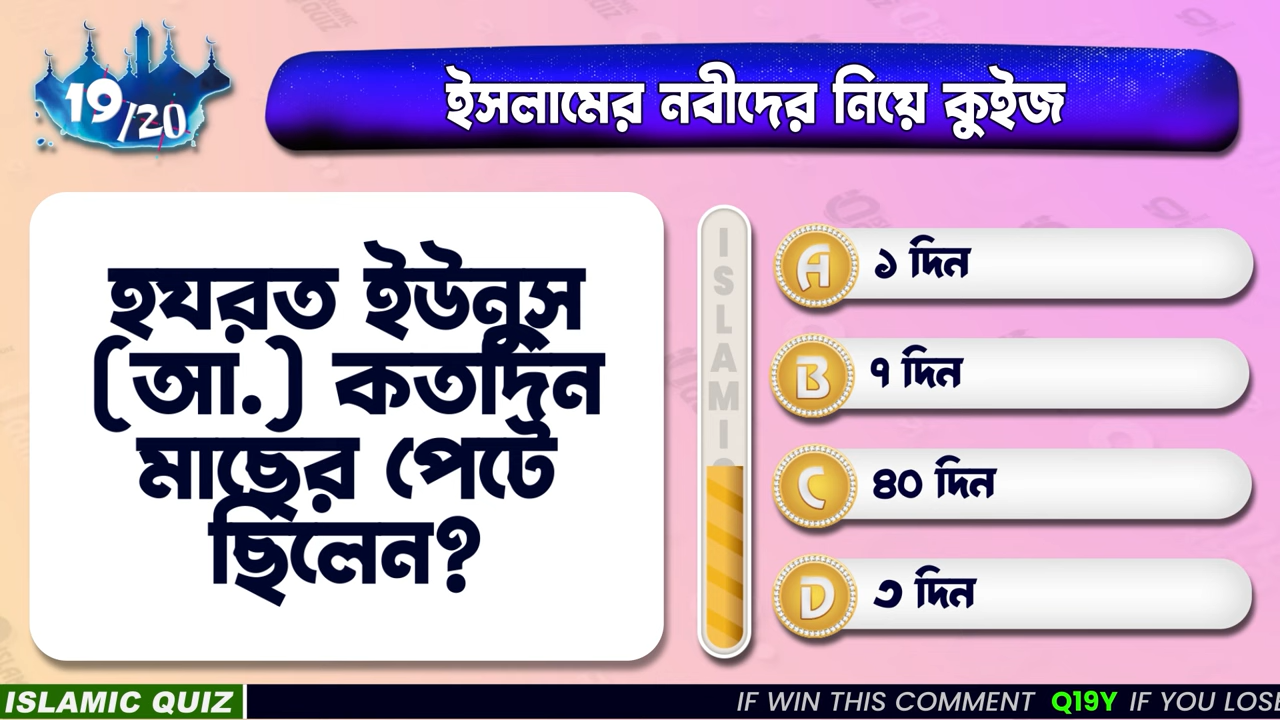 19/20
ইসলামের নবীদের নিয়ে কুইজ
হযরত ইউনুস
(আ.) কতদিন
মাছের পেটে
ছিলেন?
ISLAMI
A ১ দিন
B ৭ দিন
C ৪০ দিন
D ৩ দিন
ISLAMIC QUIZ
IF WIN THIS COMMENT Q19Y IF YOU LOSE